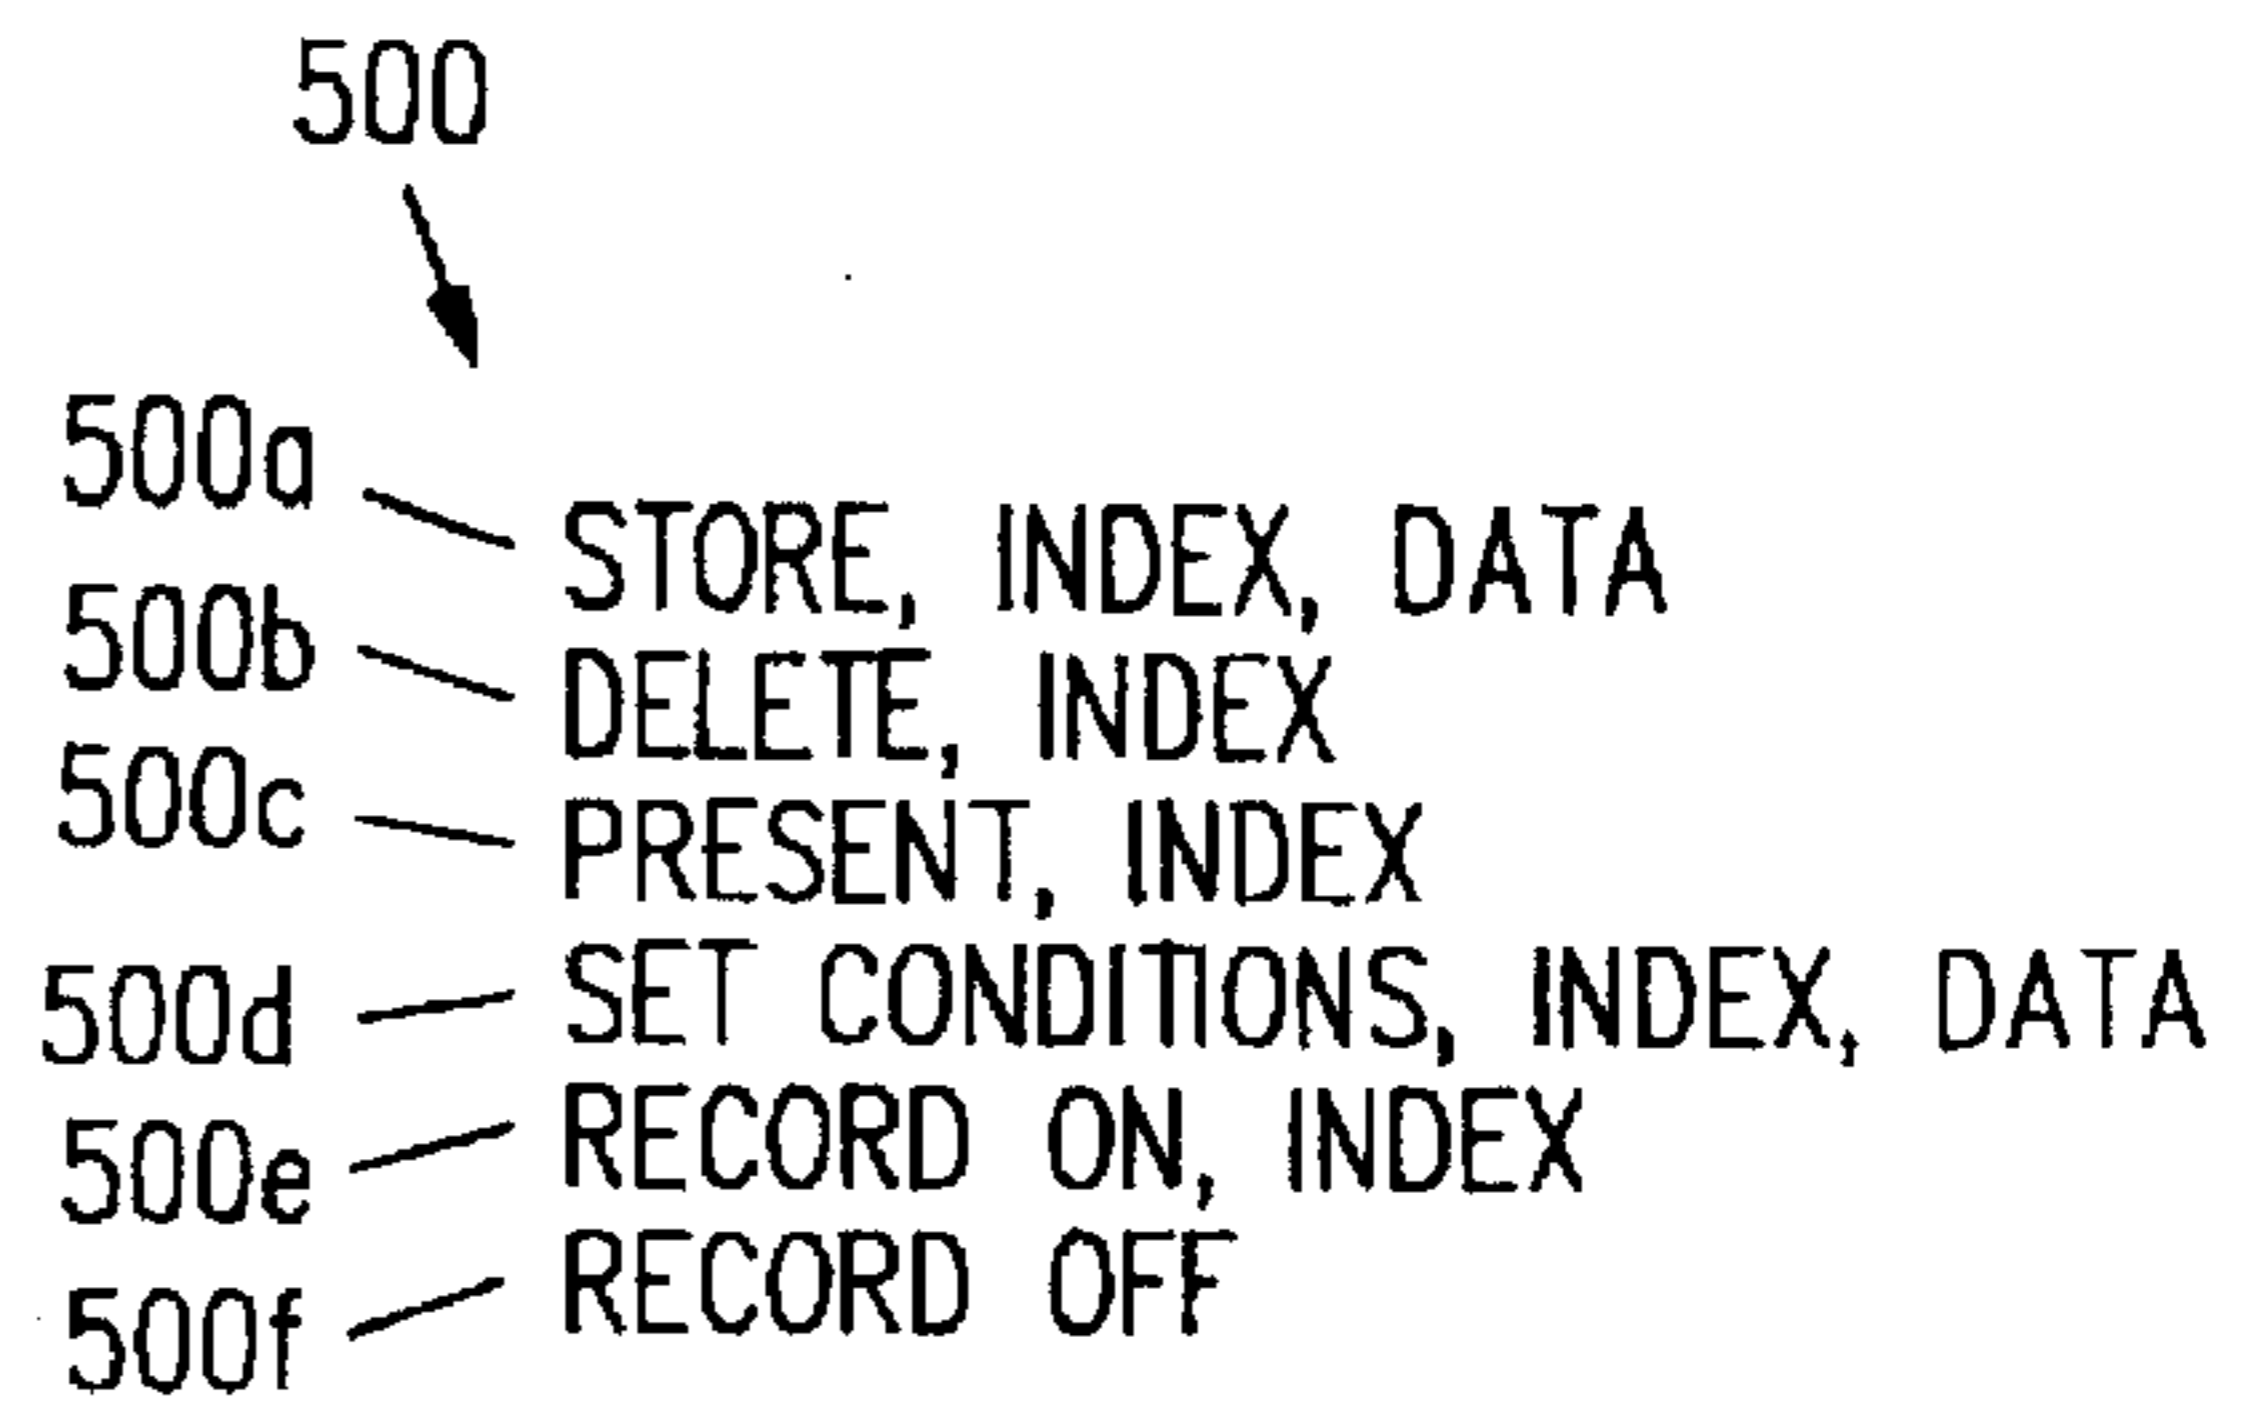 500
500a STORE, INDEX, DATA
500b DELETE, INDEX
500c PRESENT, INDEX
500d SET CONDITIONS, INDEX, DATA
500e RECORD ON, INDEX
500f RECORD OFF